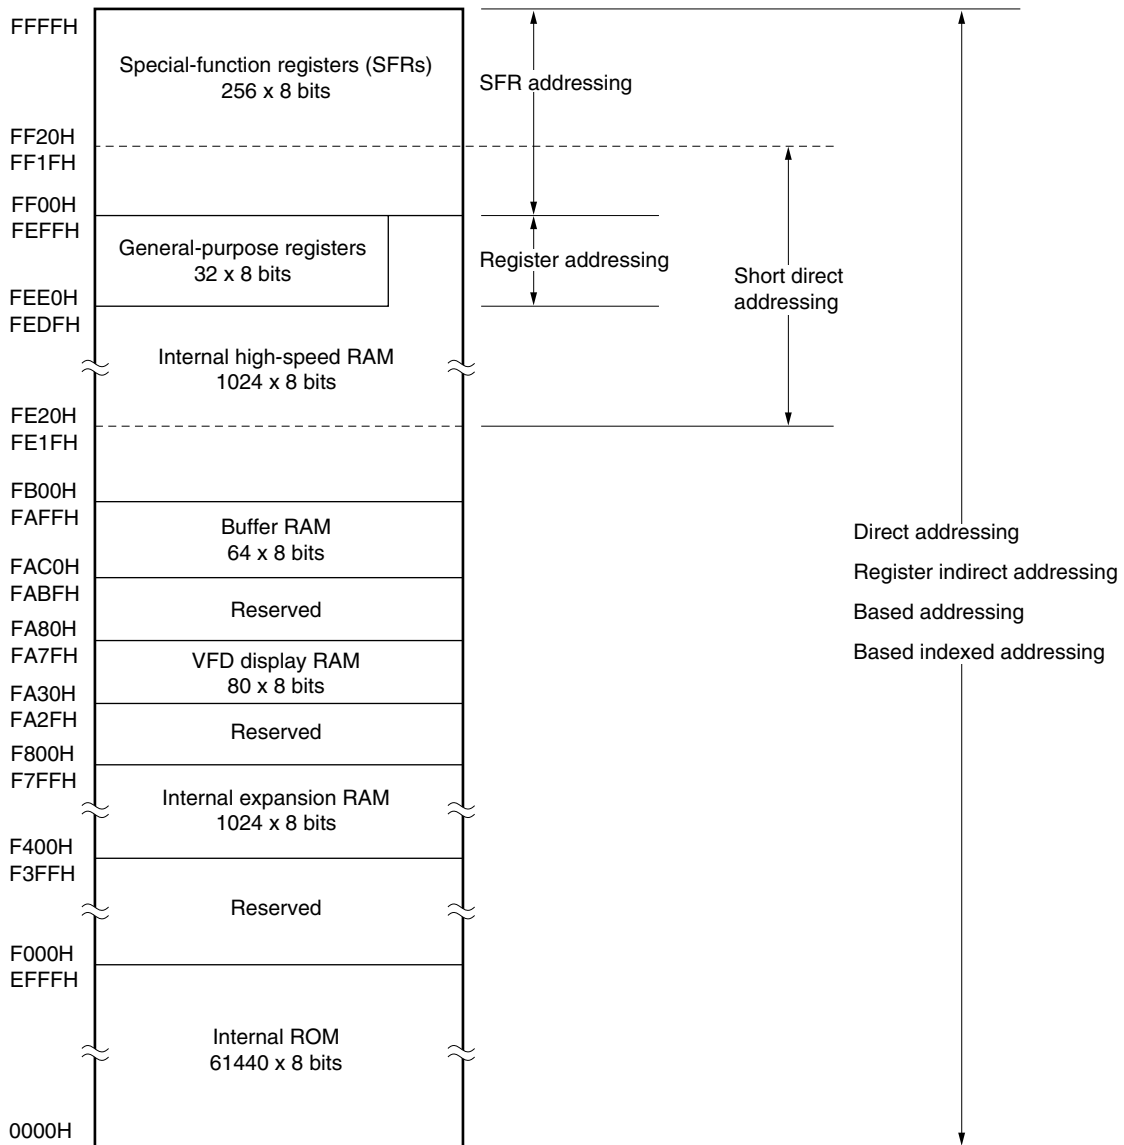 FFFFH
Special-function registers (SFRs)
256 x 8 bits
SFR addressing
FF20H
FF1FH
FF00H
FEFFH
General-purpose registers
32 x 8 bits
Register addressing
Short direct
addressing
FEE0H
FEDFH
Internal high-speed RAM
1024 x 8 bits
FE20H
FE1FH
FB00H
FAFFH
Buffer RAM
64 x 8 bits
Direct addressing
Register indirect addressing
Based addressing
Based indexed addressing
FAC0H
FABFH
Reserved
FA80H
FA7FH
VFD display RAM
80 x 8 bits
FA30H
FA2FH
Reserved
F800H
F7FFH
Internal expansion RAM
1024 x 8 bits
F400H
F3FFH
Reserved
F000H
EFFFH
Internal ROM
61440 x 8 bits
0000H